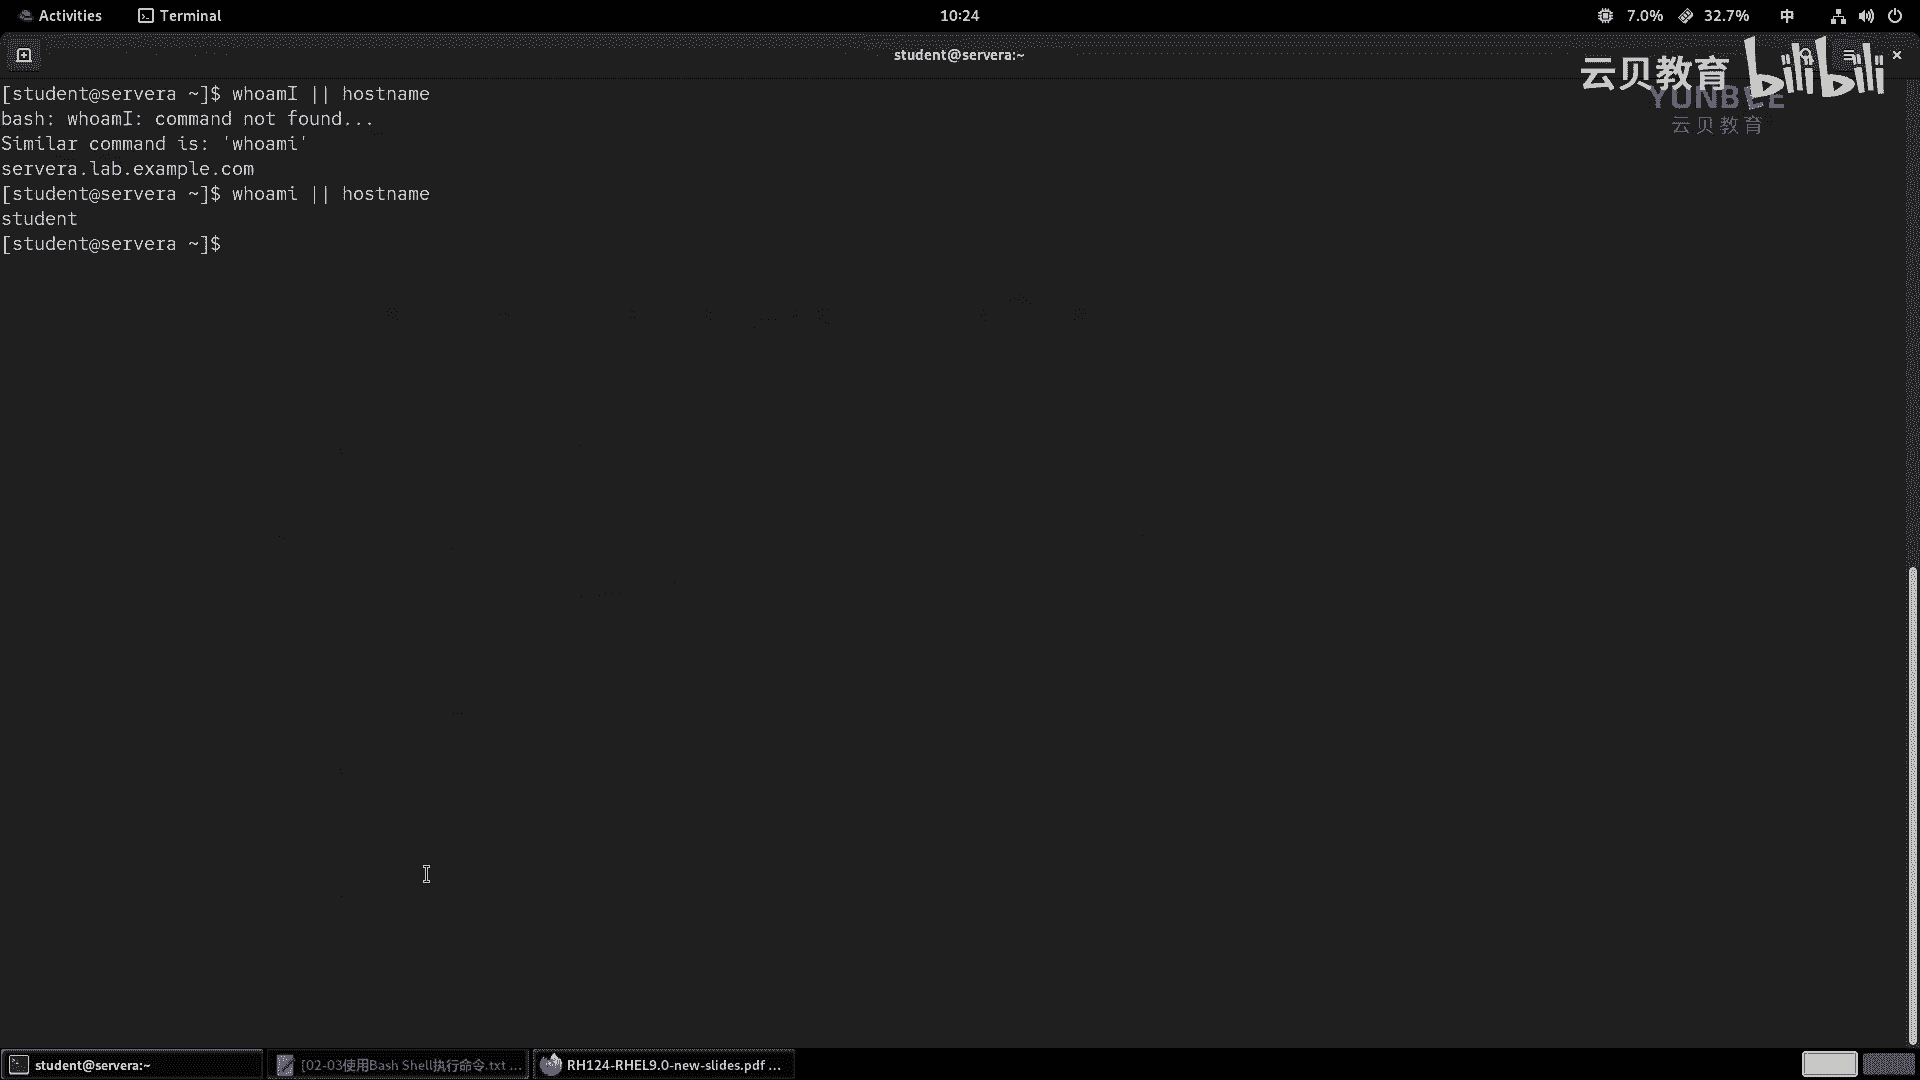 Activities
Terminal
10:24
7.0%
32.7%
中
student@servera:~
云贝教育 bilibili
YUNBEE
云贝教育
[student@servera ~]$ whoamI || hostname
bash: whoamI: command not found...
Similar command is: 'whoami'
servera.lab.example.com
[student@servera ~]$ whoami || hostname
student
[student@servera ~]$
student@servera:~
[02-03使用Bash Shell执行命令.txt ...
RH124-RHEL9.0-new-slides.pdf ...